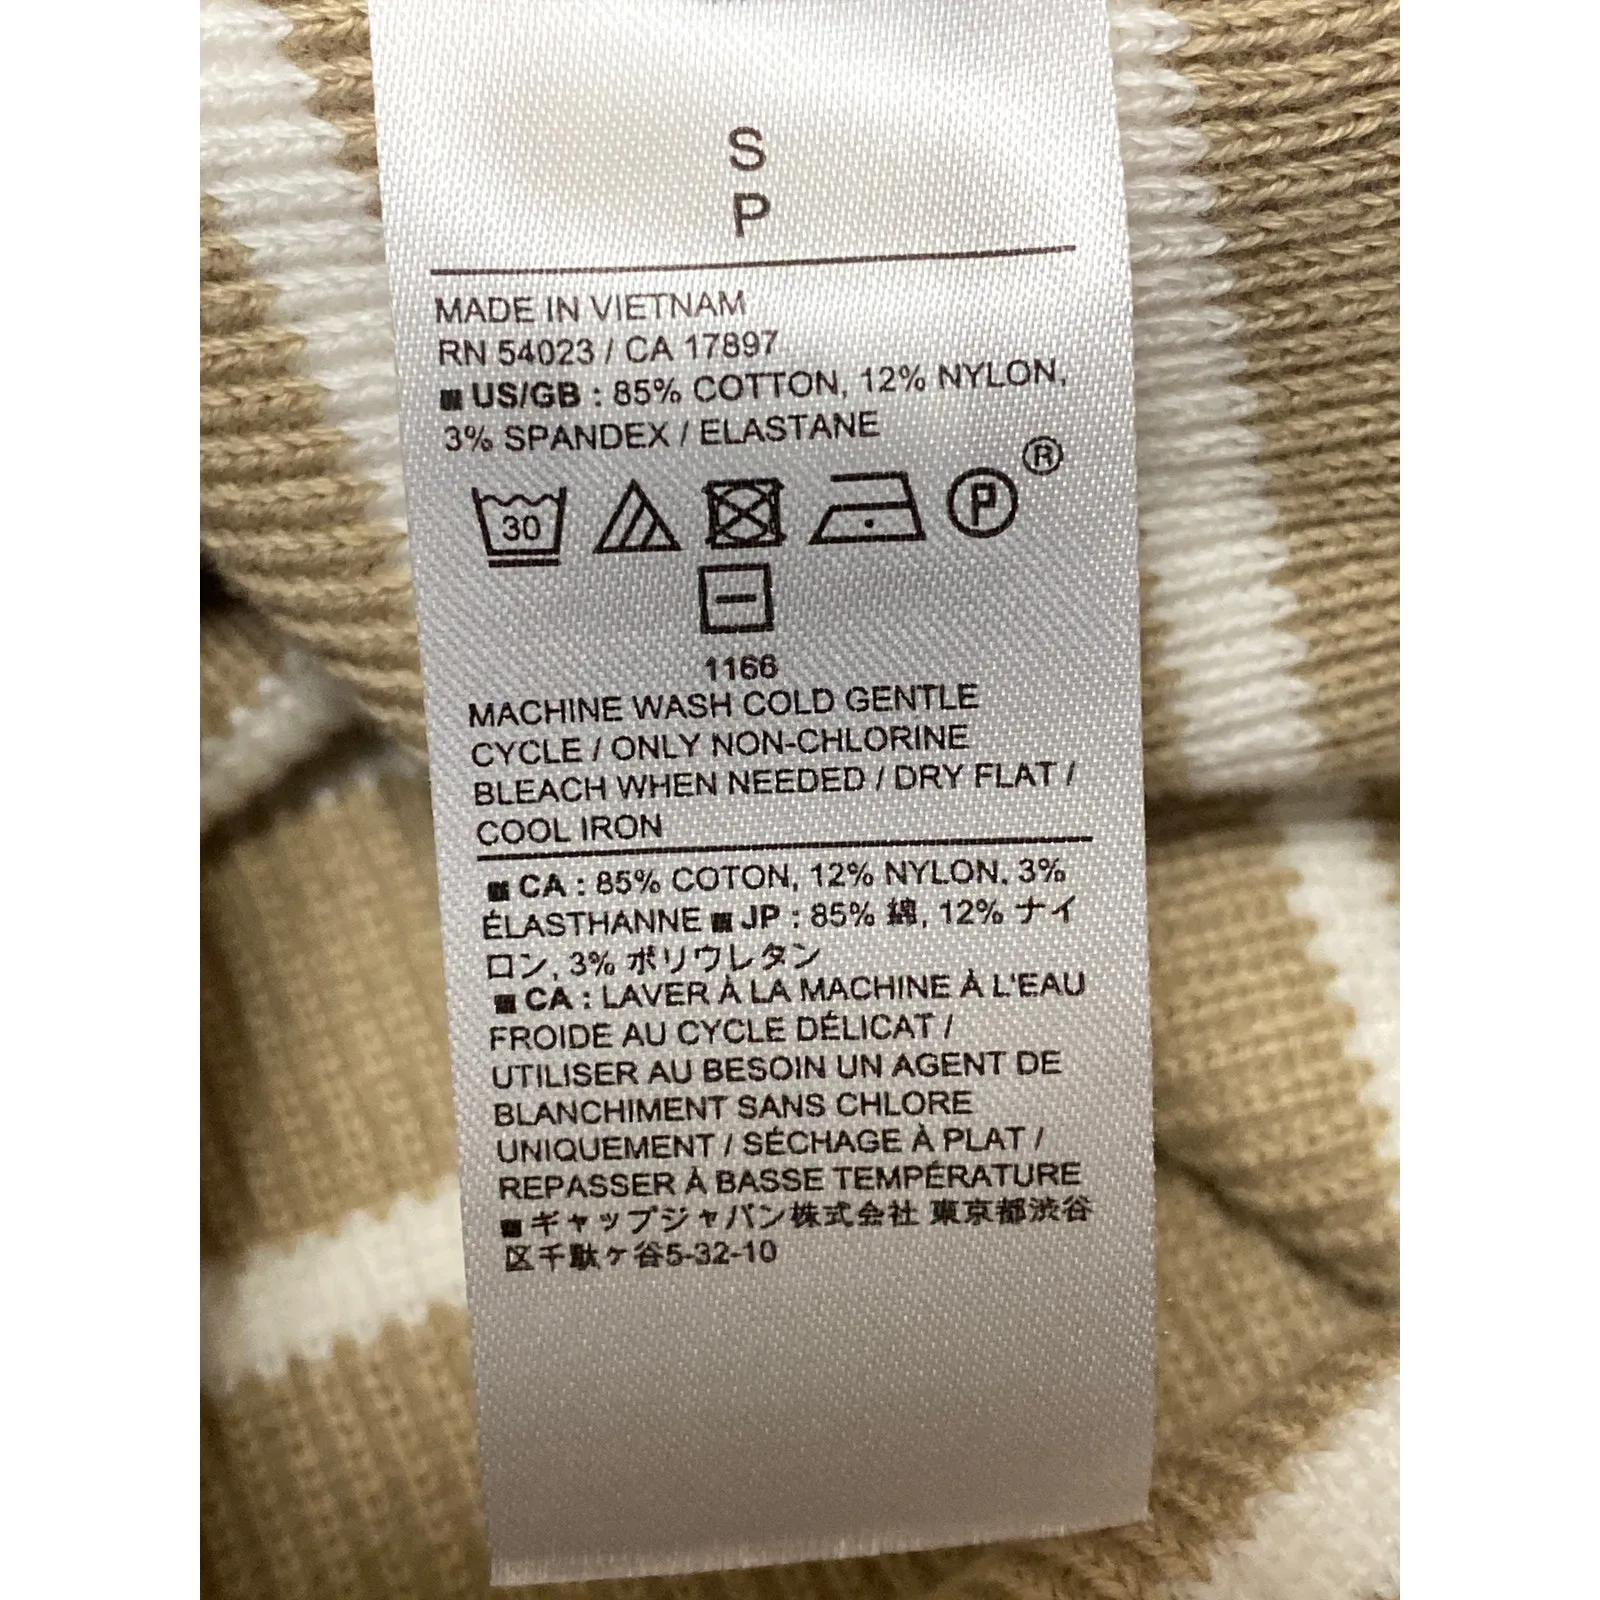 S
P
MADE IN VIETNAM
RN 54023 / CA 17897
US/GB : 85% COTTON, 12% NYLON,
3% SPANDEX / ELASTANE
®
30
P
1166
MACHINE WASH COLD GENTLE
CYCLE / ONLY NON-CHLORINE
BLEACH WHEN NEEDED / DRY FLAT /
COOL IRON
CA : 85% COTON, 12% NYLON, 3%
ÉLASTHANNE ■ JP : 85% 綿, 12% ナイ
ロン, 3% ポリウレタン
CA : LAVER À LA MACHINE À L'EAU
FROIDE AU CYCLE DÉLICAT /
UTILISER AU BESOIN UN AGENT DE
BLANCHIMENT SANS CHLORE
UNIQUEMENT / SÉCHAGE À PLAT /
REPASSER À BASSE TEMPÉRATURE
ギャップジャパン株式会社 東京都渋谷
区千駄ヶ谷5-32-10